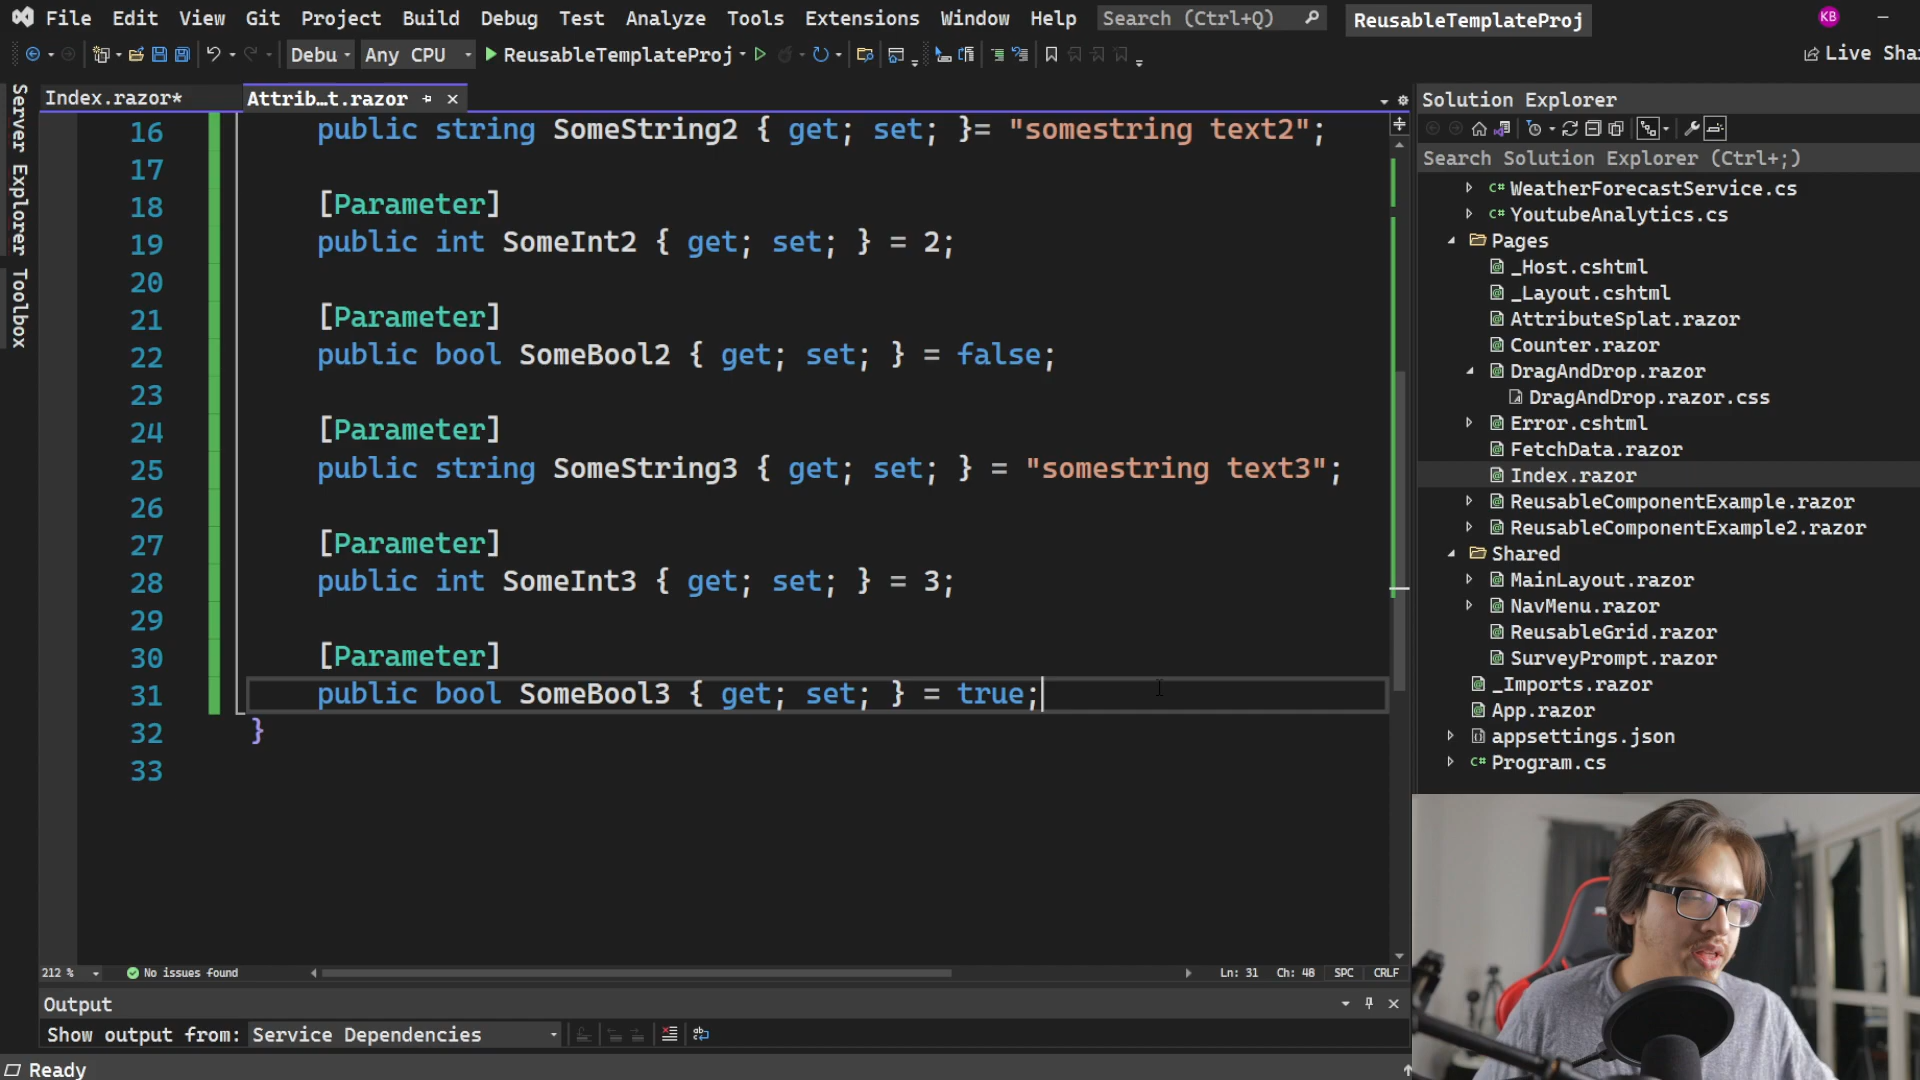 File Edit View Git Project Build Debug Test Analyze Tools Extensions Window Help Search (Ctrl+Q) ReusableTemplateProj KB
Debu Any CPU ReusableTemplateProj Live Shar
Server Explorer
Toolbox
Index.razor* Attrib…t.razor
16 public string SomeString2 { get; set; }= "somestring text2";
17
18 [Parameter]
19 public int SomeInt2 { get; set; } = 2;
20
21 [Parameter]
22 public bool SomeBool2 { get; set; } = false;
23
24 [Parameter]
25 public string SomeString3 { get; set; } = "somestring text3";
26
27 [Parameter]
28 public int SomeInt3 { get; set; } = 3;
29
30 [Parameter]
31 public bool SomeBool3 { get; set; } = true;
32 }
33
212 % No issues found Ln: 31 Ch: 48 SPC CRLF
Output
Show output from: Service Dependencies
Ready
Solution Explorer
Search Solution Explorer (Ctrl+;)
C# WeatherForecastService.cs
C# YoutubeAnalytics.cs
Pages
_Host.cshtml
_Layout.cshtml
AttributeSplat.razor
Counter.razor
DragAndDrop.razor
DragAndDrop.razor.css
Error.cshtml
FetchData.razor
Index.razor
ReusableComponentExample.razor
ReusableComponentExample2.razor
Shared
MainLayout.razor
NavMenu.razor
ReusableGrid.razor
SurveyPrompt.razor
_Imports.razor
App.razor
appsettings.json
C# Program.cs